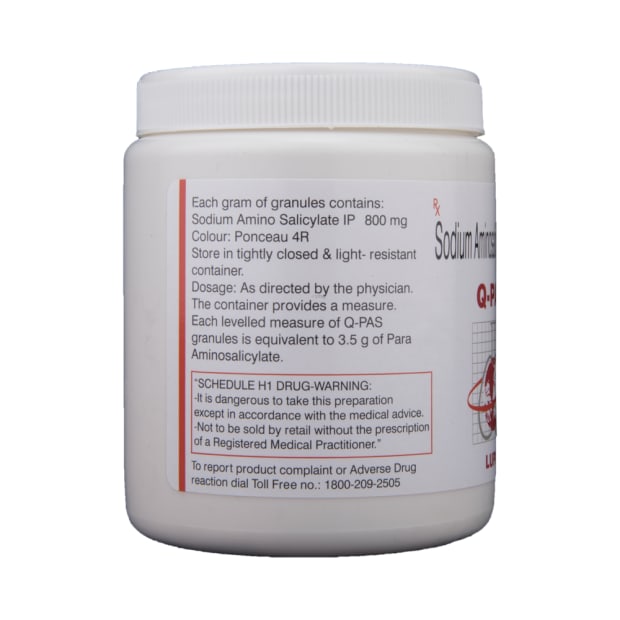 Each gram of granules contains:
Sodium Amino Salicylate IP 800 mg
Colour: Ponceau 4R
Store in tightly closed & light- resistant
container.
Dosage: As directed by the physician.
The container provides a measure.
Each levelled measure of Q-PAS
granules is equivalent to 3.5 g of Para
Aminosalicylate.
"SCHEDULE H1 DRUG-WARNING:
-It is dangerous to take this preparation
except in accordance with the medical advice.
-Not to be sold by retail without the prescription
of a Registered Medical Practitioner."
To report product complaint or Adverse Drug
reaction dial Toll Free no.: 1800-209-2505
Rx
Sodium